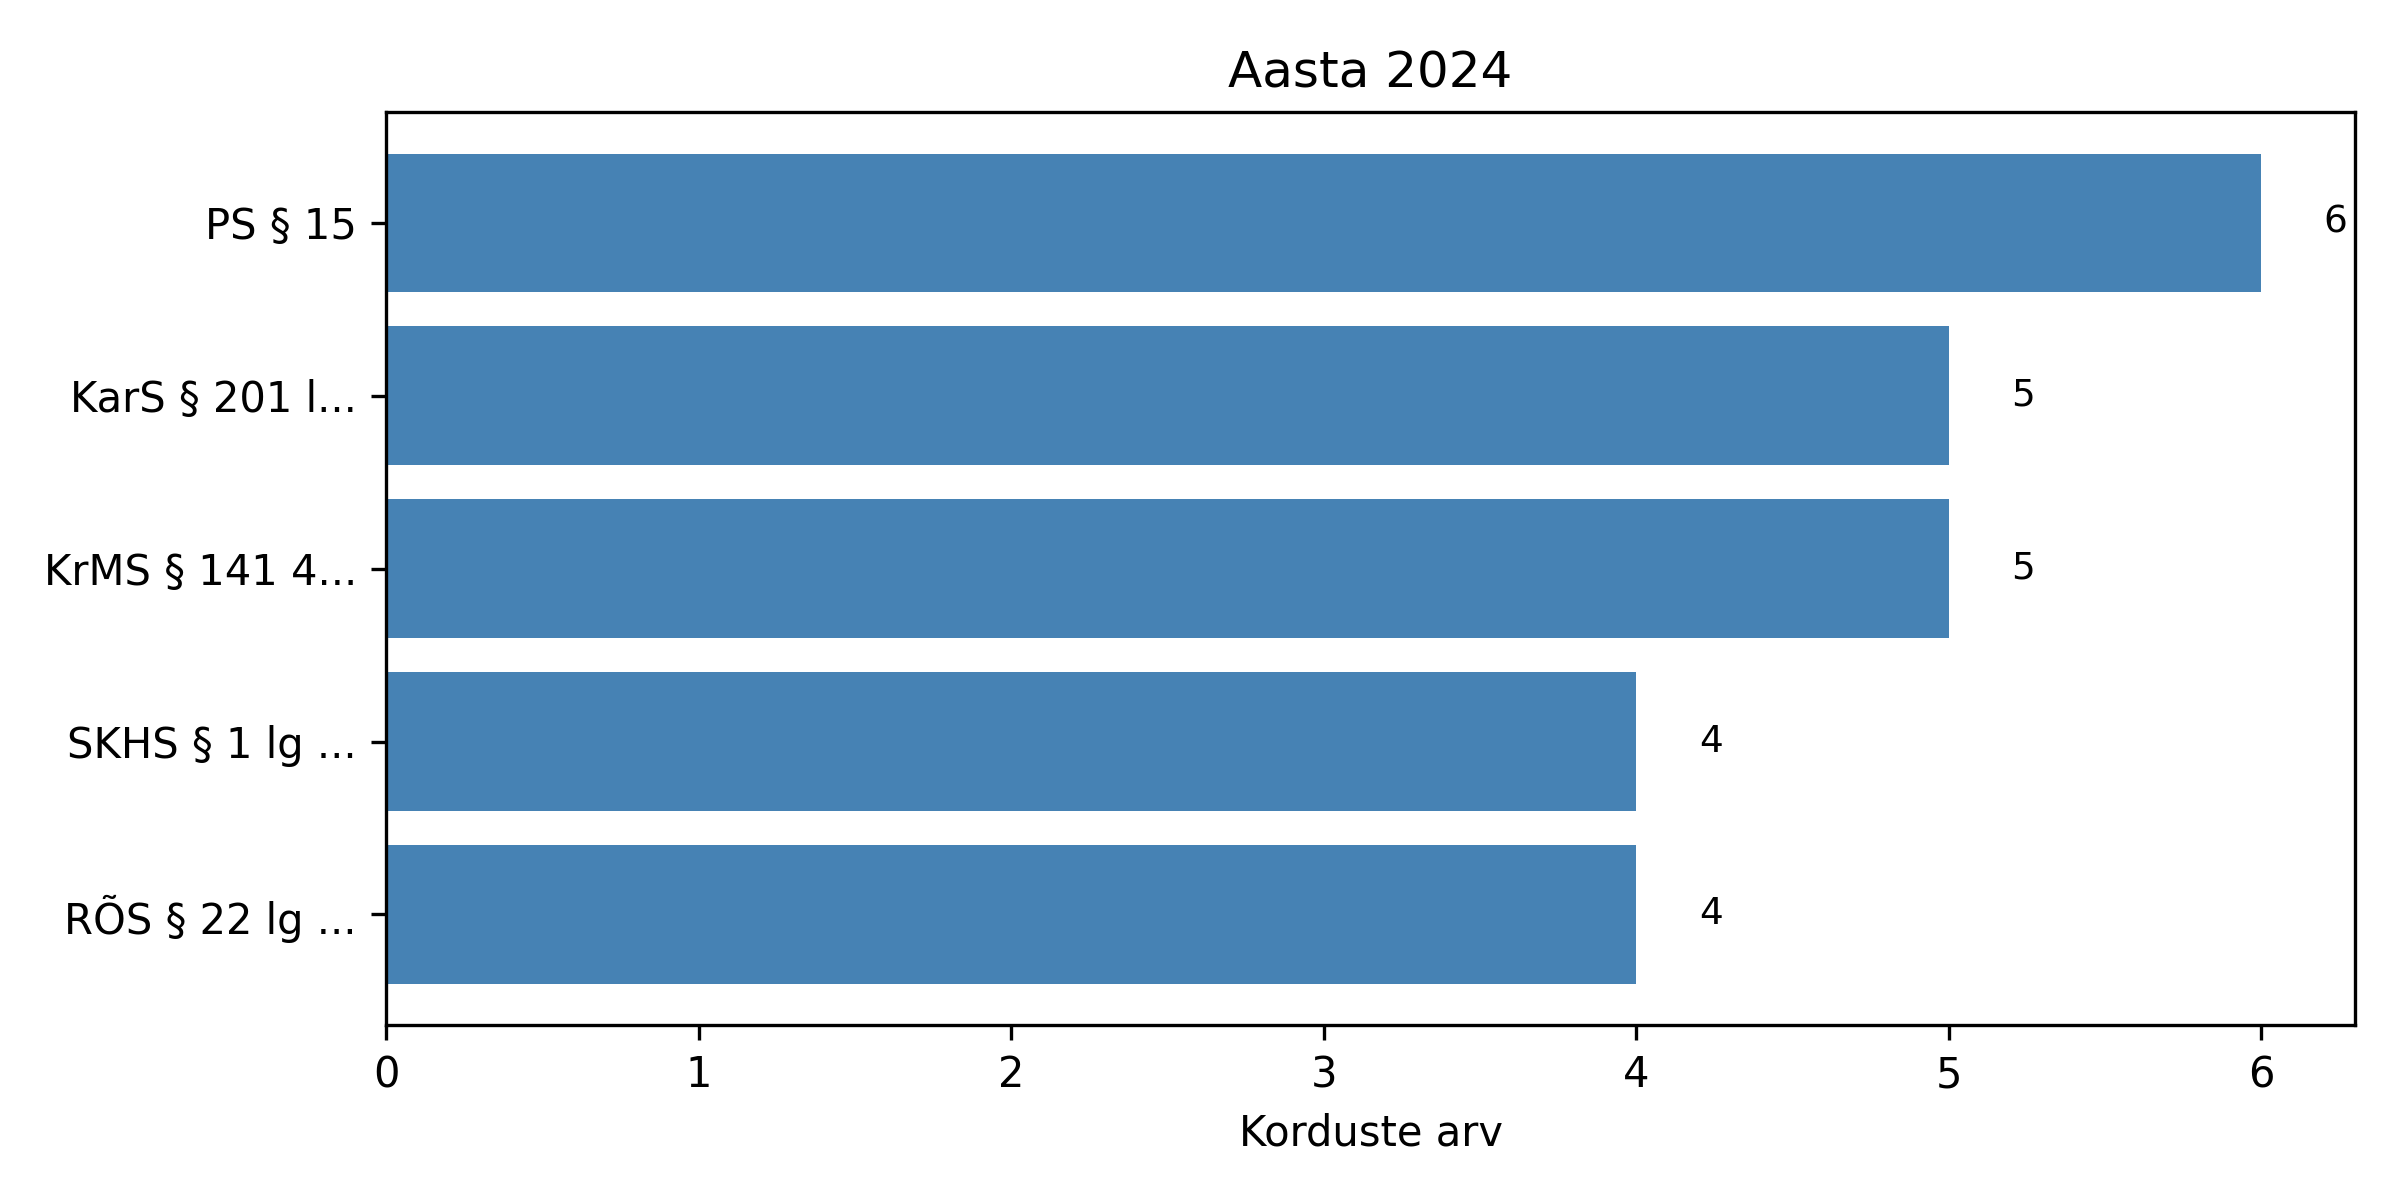 Aasta 2024
PS § 15
6
KarS § 201 l...
5
KrMS § 141 4...
5
SKHS § 1 lg ...
4
RÕS § 22 lg ...
4
0 1 2 3 4 5 6
Korduste arv